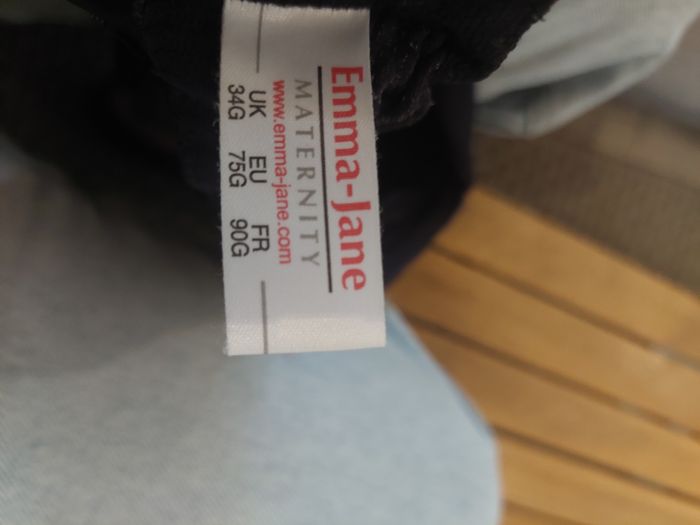 Emma-Jane
MATERNITY
www.emma-jane.com
UK EU FR
34G 75G 90G